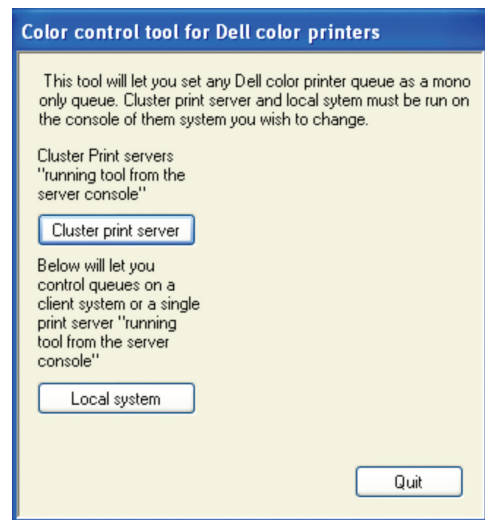 Color control tool for Dell color printers
This tool will let you set any Dell color printer queue as a mono
only queue. Cluster print server and local sytem must be run on
the console of them system you wish to change.
Cluster Print servers
"running tool from the
server console"
Cluster print server
Below will let you
control queues on a
client system or a single
print server "running
tool from the server
console"
Local system
Quit